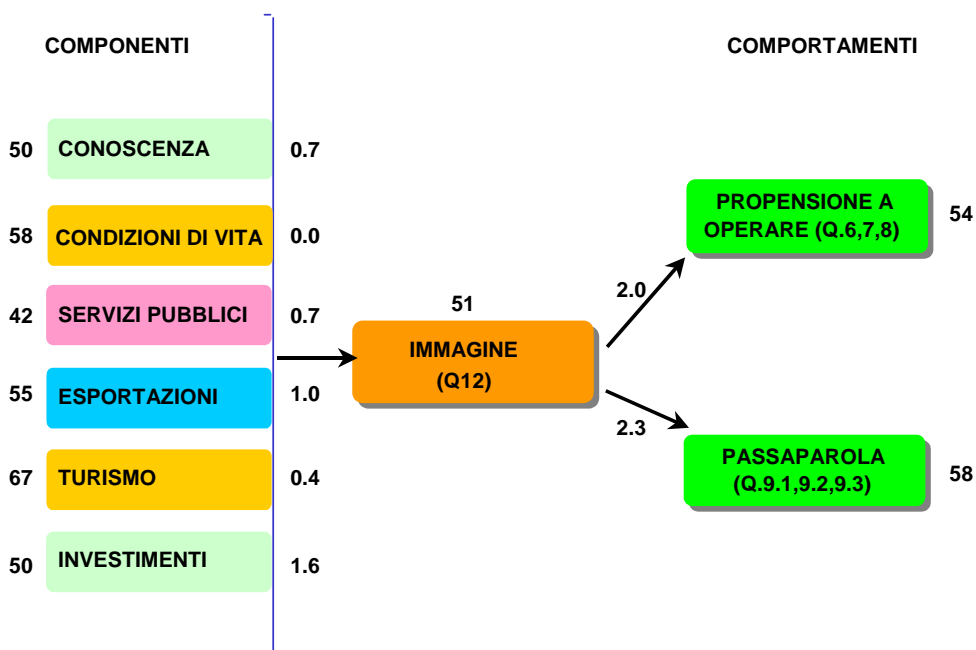 COMPONENTI
COMPORTAMENTI
50 CONOSCENZA 0.7
58 CONDIZIONI DI VITA 0.0
42 SERVIZI PUBBLICI 0.7
55 ESPORTAZIONI 1.0
67 TURISMO 0.4
50 INVESTIMENTI 1.6
51
IMMAGINE
(Q12)
2.0
2.3
PROPENSIONE A
OPERARE (Q.6,7,8)
54
PASSAPAROLA
(Q.9.1,9.2,9.3)
58